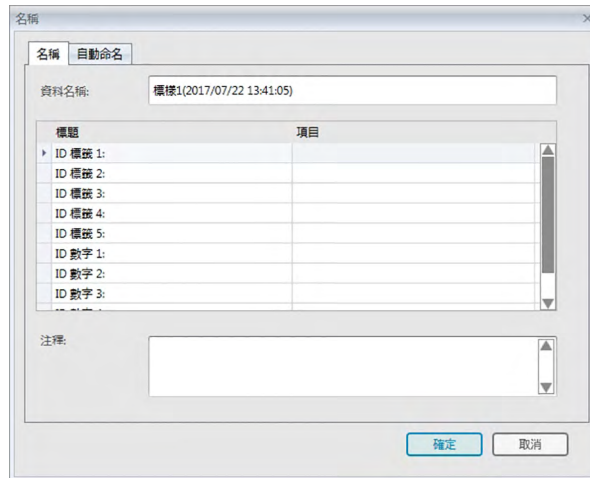 名稱
名稱 自動命名
資料名稱: 標樣1(2017/07/22 13:41:05)
標題 項目
ID 標籤 1:
ID 標籤 2:
ID 標籤 3:
ID 標籤 4:
ID 標籤 5:
ID 數字 1:
ID 數字 2:
ID 數字 3:
注釋:
確定 取消